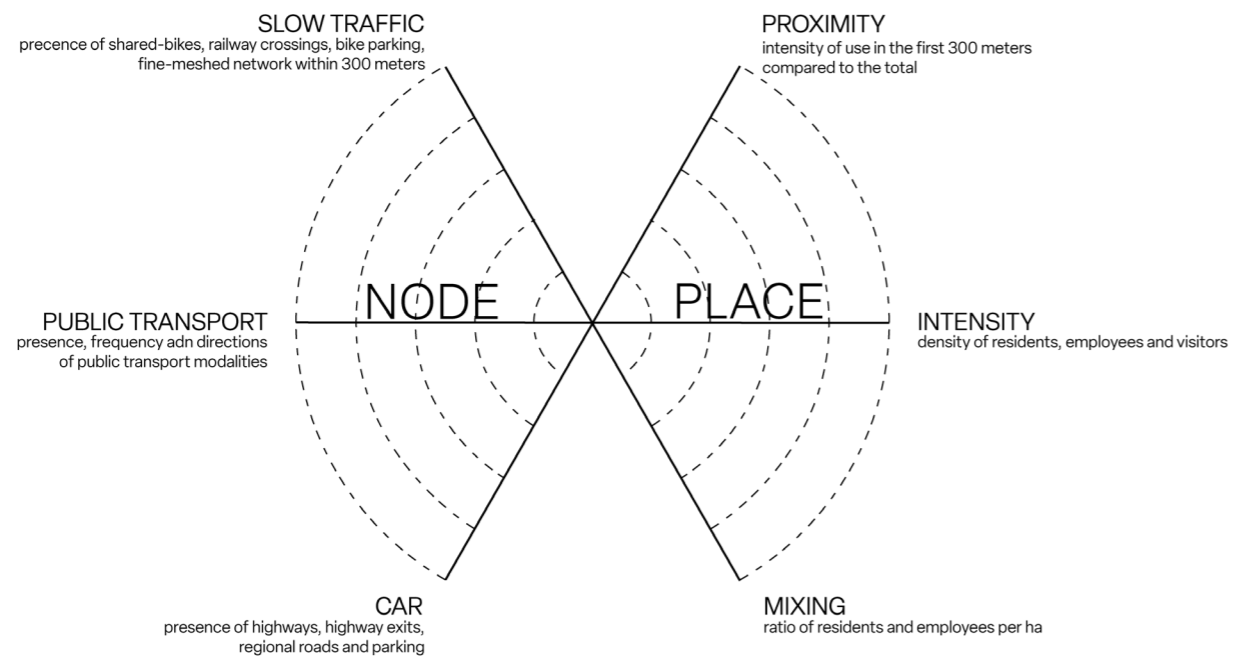 SLOW TRAFFIC
precence of shared-bikes, railway crossings, bike parking,
fine-meshed network within 300 meters
PROXIMITY
intensity of use in the first 300 meters
compared to the total
NODE
PLACE
PUBLIC TRANSPORT
presence, frequency adn directions
of public transport modalities
INTENSITY
density of residents, employees and visitors
CAR
presence of highways, highway exits,
regional roads and parking
MIXING
ratio of residents and employees per ha